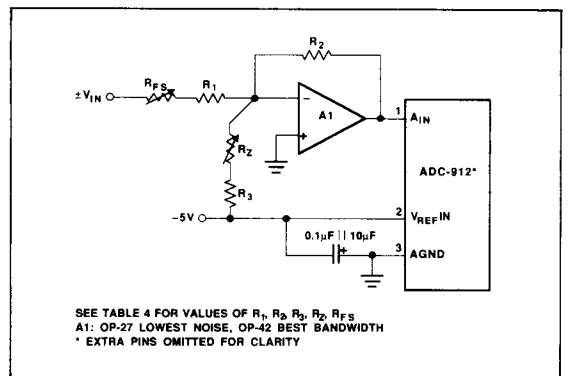 R2
RFS
R1
±VIN
-
A1
+
1
AIN
RZ
ADC-912*
R3
-5V
2
VREFIN
0.1µF || 10µF
+
3
AGND
SEE TABLE 4 FOR VALUES OF R1, R2, R3, RZ, RFS
A1: OP-27 LOWEST NOISE, OP-42 BEST BANDWIDTH
* EXTRA PINS OMITTED FOR CLARITY